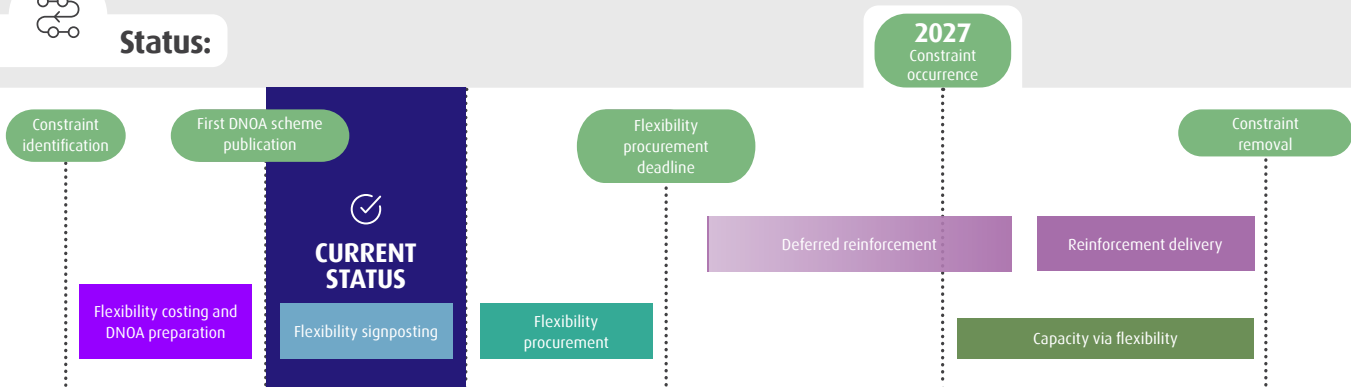 Status:
2027
Constraint
occurrence
Constraint
identification
First DNOA scheme
publication
Flexibility
procurement
deadline
Constraint
removal
CURRENT
STATUS
Deferred reinforcement
Reinforcement delivery
Flexibility costing and
DNOA preparation
Flexibility signposting
Flexibility
procurement
Capacity via flexibility